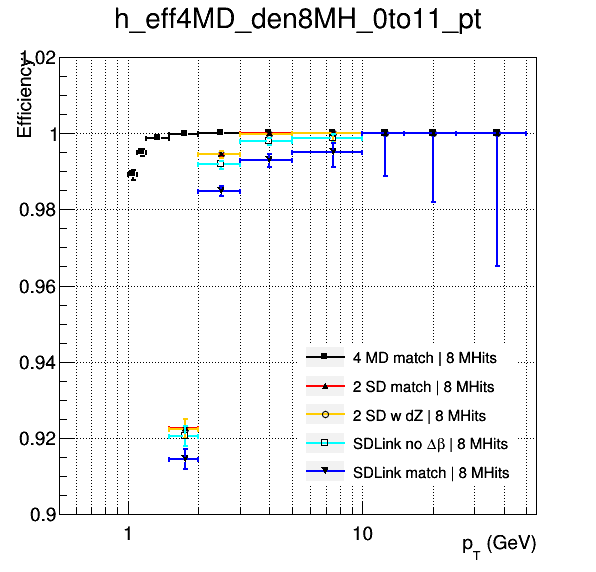 h_eff4MD_den8MH_0to11_pt
Efficiency
1.02
1
0.98
0.96
0.94
0.92
0.9
4 MD match | 8 MHits
2 SD match | 8 MHits
2 SD w dZ | 8 MHits
SDLink no Δβ | 8 MHits
SDLink match | 8 MHits
1
10
p_T (GeV)